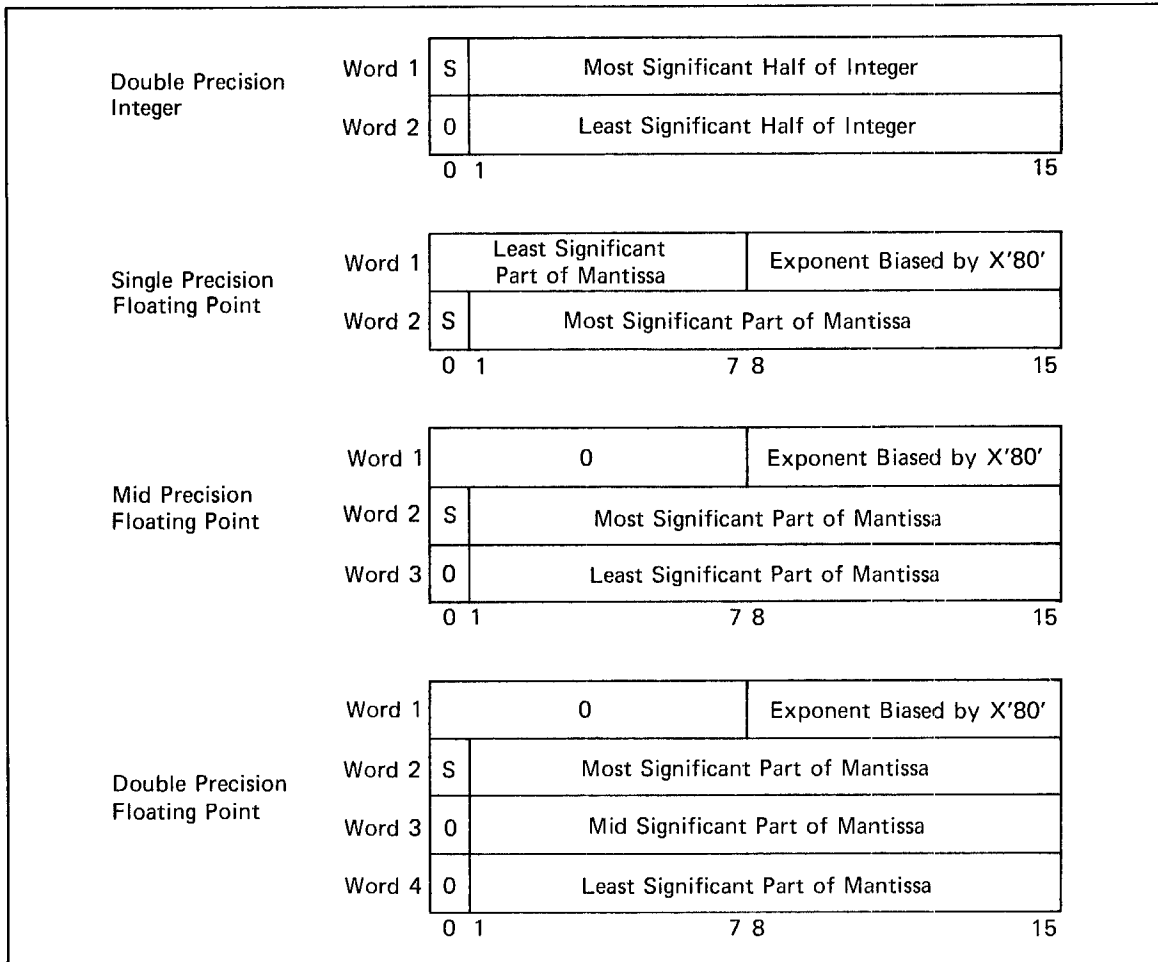 Double Precision
Integer
Word 1 S Most Significant Half of Integer
Word 2 0 Least Significant Half of Integer
0 1 15
Single Precision
Floating Point
Word 1 Least Significant
Part of Mantissa Exponent Biased by X'80'
Word 2 S Most Significant Part of Mantissa
0 1 7 8 15
Mid Precision
Floating Point
Word 1 0 Exponent Biased by X'80'
Word 2 S Most Significant Part of Mantissa
Word 3 0 Least Significant Part of Mantissa
0 1 7 8 15
Double Precision
Floating Point
Word 1 0 Exponent Biased by X'80'
Word 2 S Most Significant Part of Mantissa
Word 3 0 Mid Significant Part of Mantissa
Word 4 0 Least Significant Part of Mantissa
0 1 7 8 15